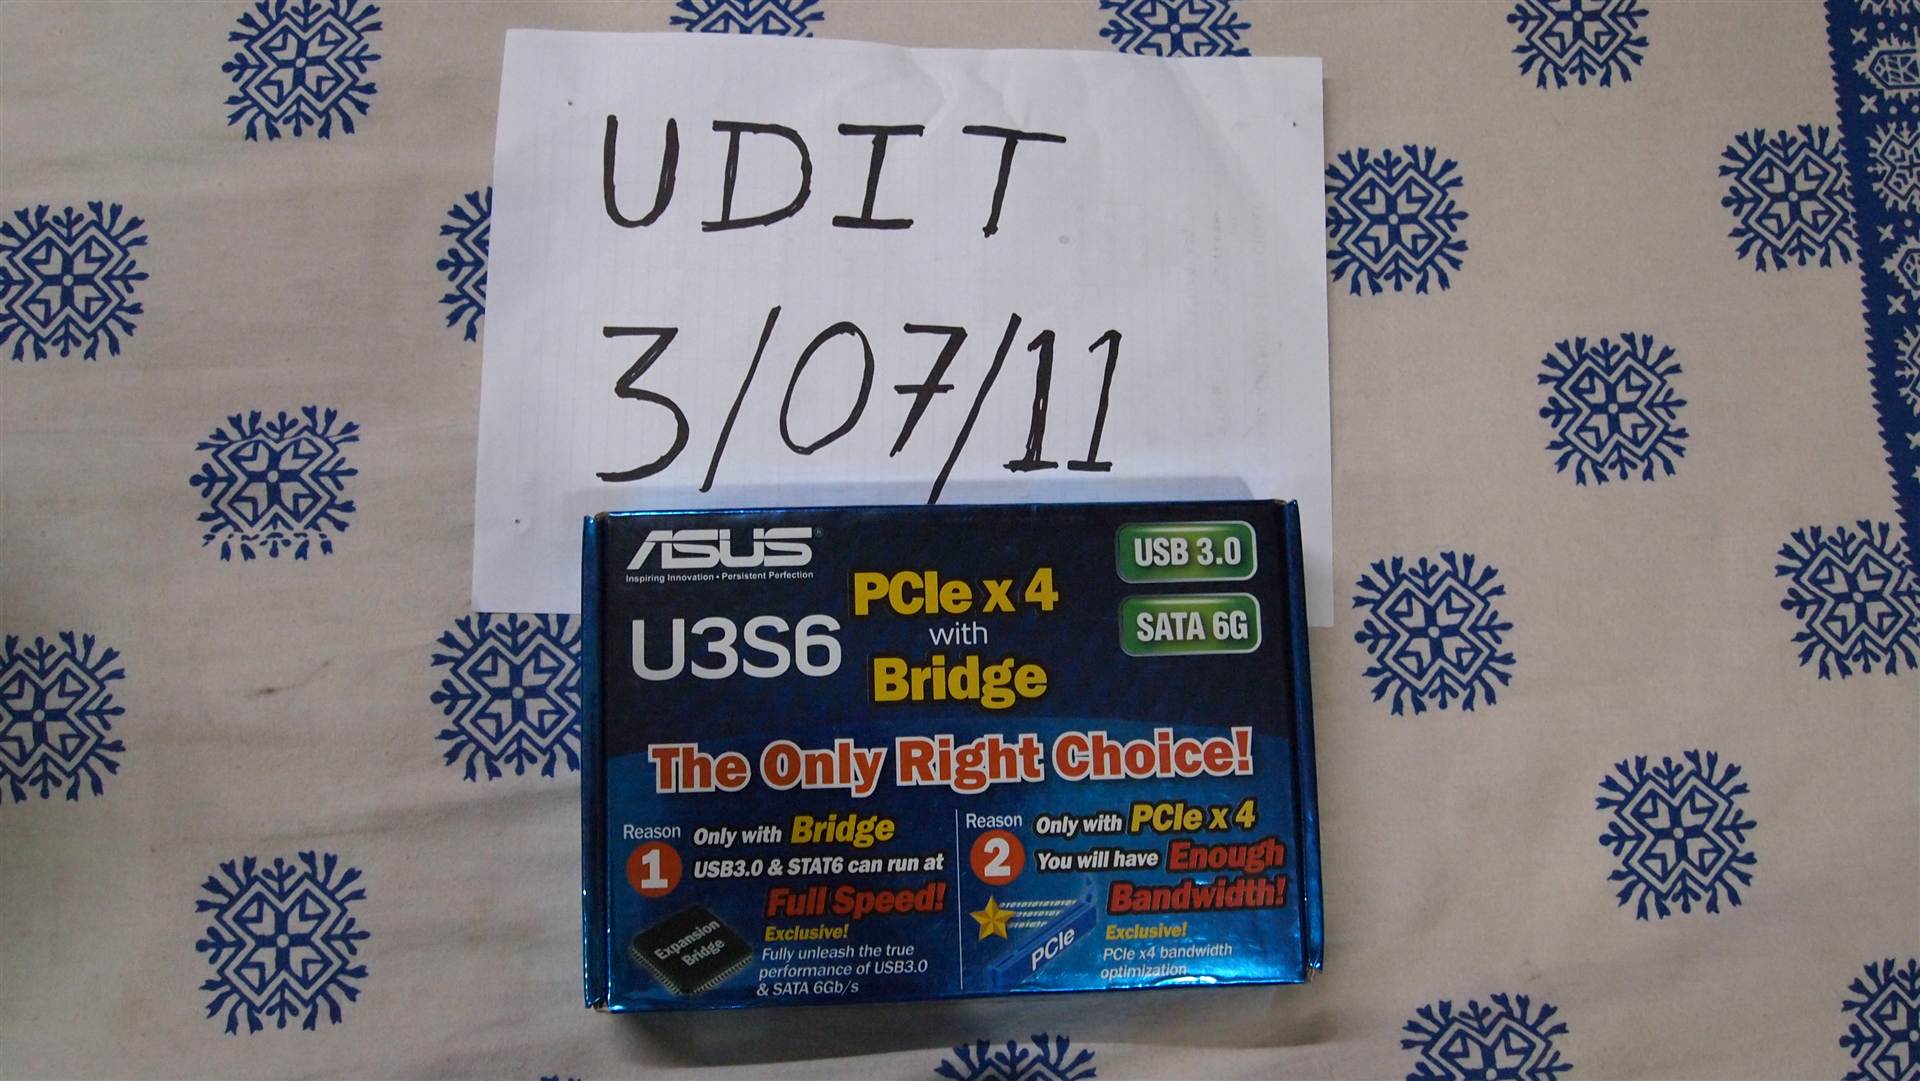 UDIT
3/07/11
ASUS®
Inspiring Innovation • Persistent Perfection
U3S6
PCIe x 4
with
Bridge
USB 3.0
SATA 6G
The Only Right Choice!
Reason
1
Only with Bridge
USB3.0 & STAT6 can run at
Full Speed!
Exclusive!
Fully unleash the true
performance of USB3.0
& SATA 6Gb/s
Expansion
Bridge
Reason
2
Only with PCIe x 4
You will have Enough
Bandwidth!
Exclusive!
PCIe x4 bandwidth
optimization
PCIe